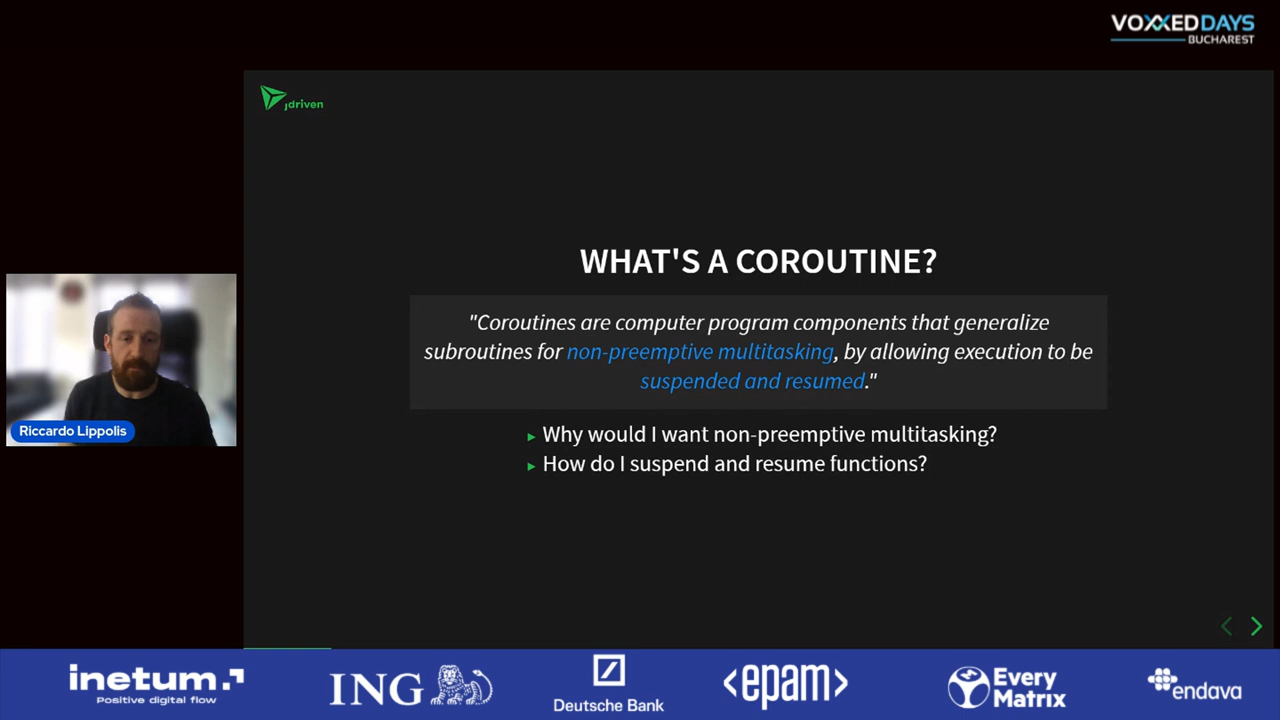 VOXXEDDAYS
BUCHAREST
jdriven
WHAT'S A COROUTINE?
"Coroutines are computer program components that generalize
subroutines for non-preemptive multitasking, by allowing execution to be
suspended and resumed."
Why would I want non-preemptive multitasking?
How do I suspend and resume functions?
Riccardo Lippolis
inetum.
Positive digital flow
ING
Deutsche Bank
<epam>
Every
Matrix
endava